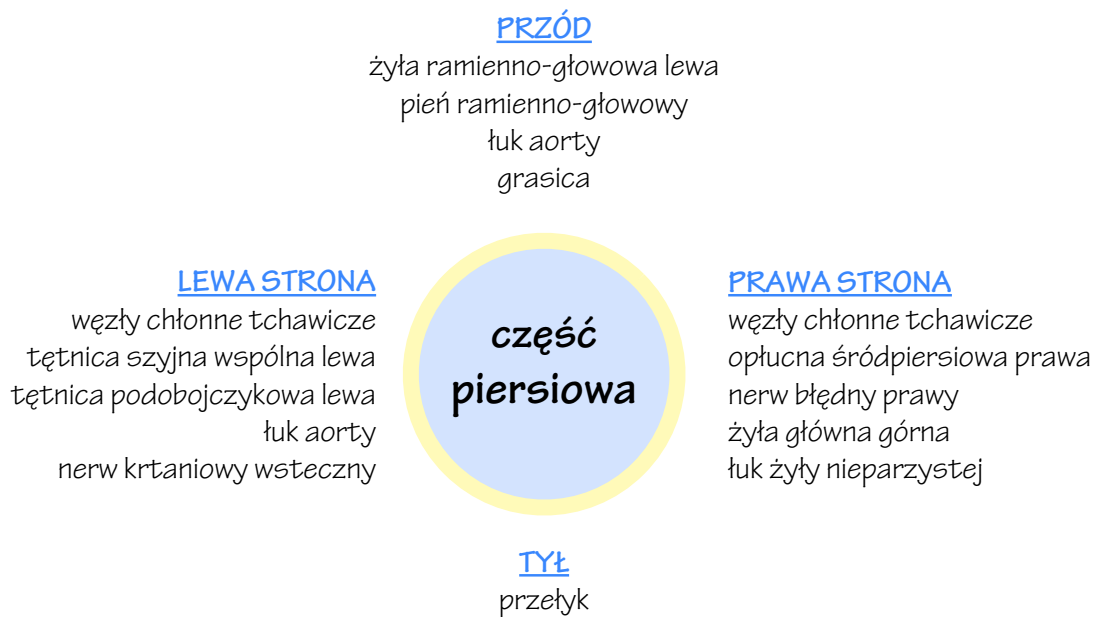 PRZÓD
żyła ramienno-głowowa lewa
pień ramienno-głowowy
łuk aorty
grasica
LEWA STRONA
węzły chłonne tchawicze
tętnica szyjna wspólna lewa
tętnica podobojczykowa lewa
łuk aorty
nerw krtaniowy wsteczny
część
piersiowa
PRAWA STRONA
węzły chłonne tchawicze
opłucna śródpiersiowa prawa
nerw błędny prawy
żyła główna górna
łuk żyły nieparzystej
TYŁ
przełyk